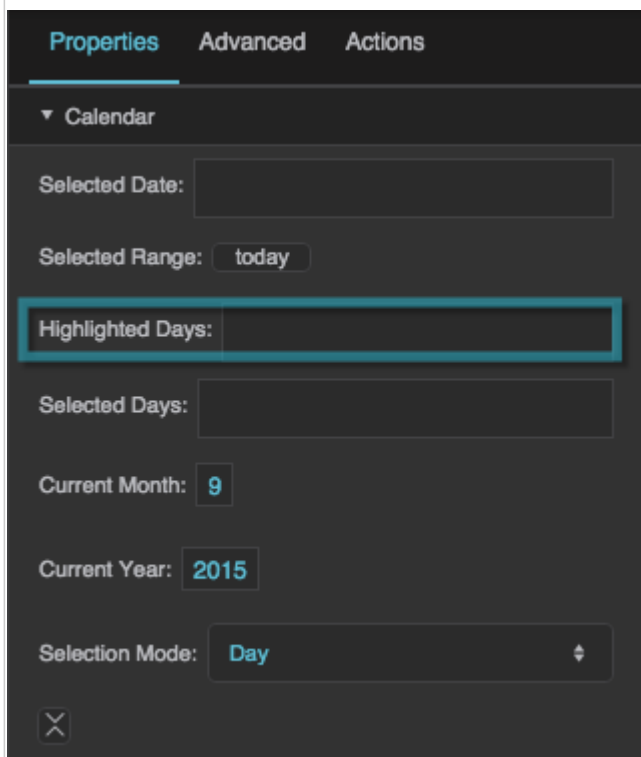 Properties Advanced Actions
Calendar
Selected Date:
Selected Range: today
Highlighted Days:
Selected Days:
Current Month: 9
Current Year: 2015
Selection Mode: Day